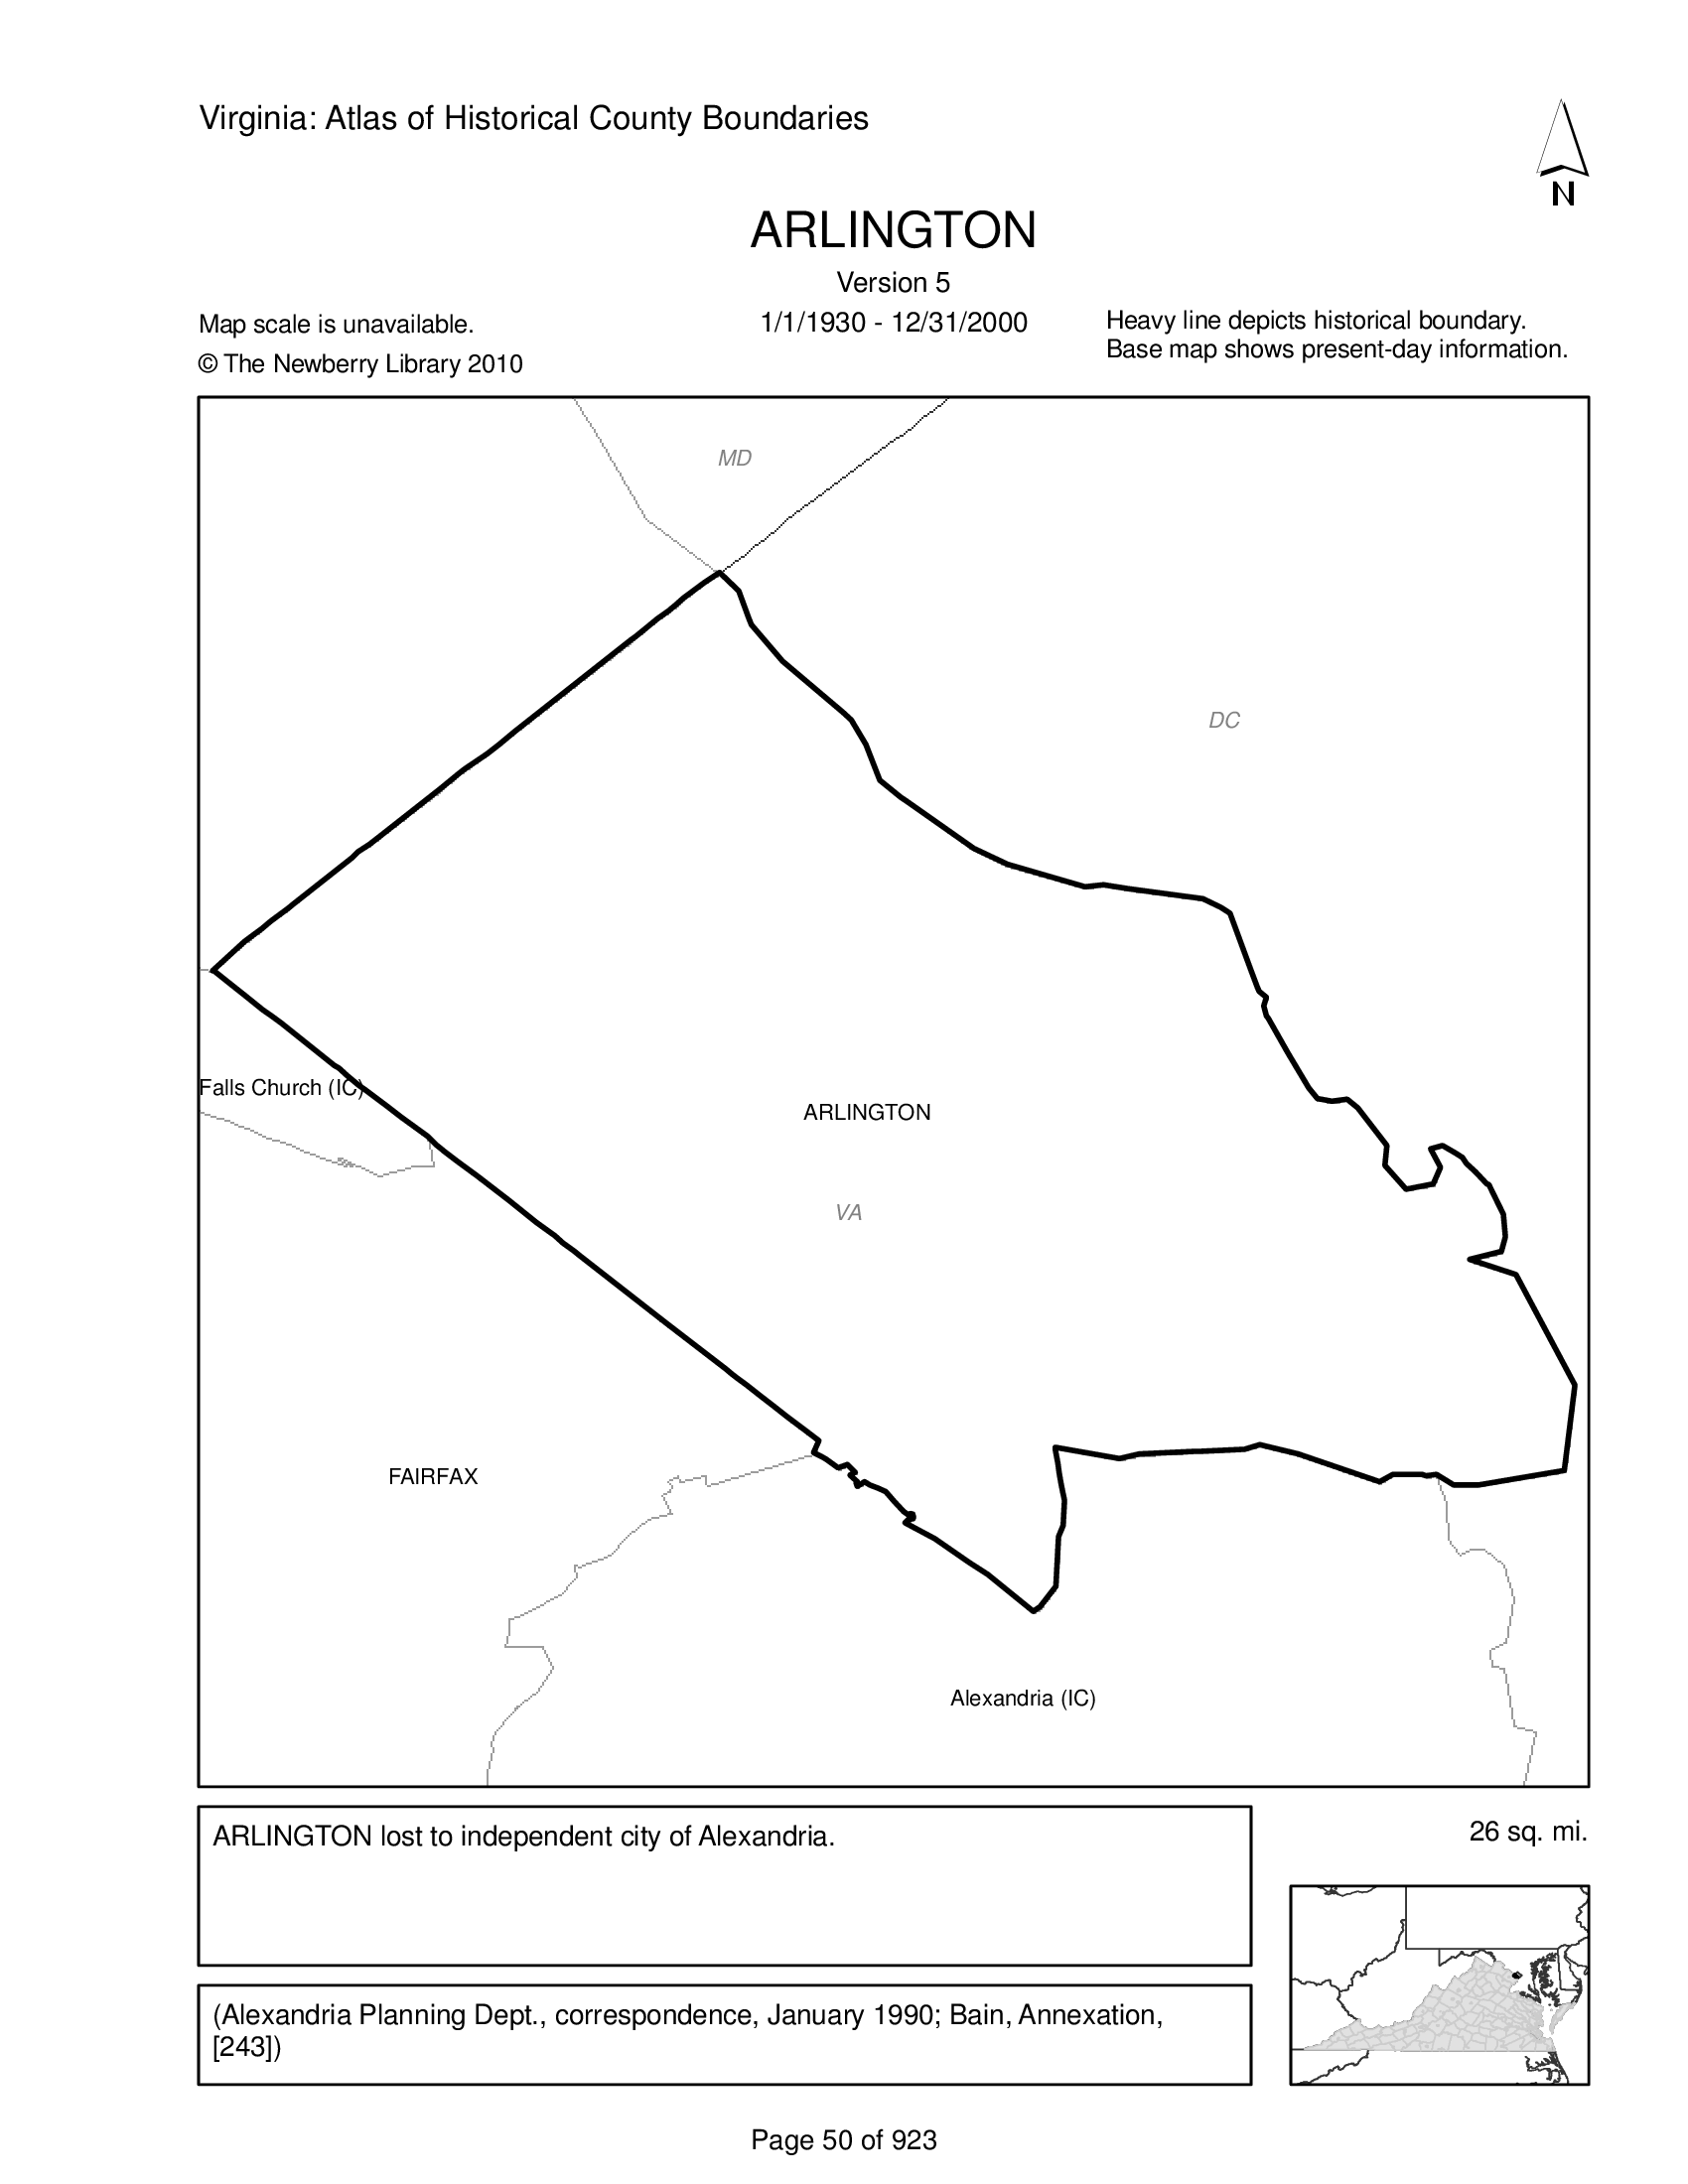 Virginia: Atlas of Historical County Boundaries
N
ARLINGTON
Version 5
1/1/1930 - 12/31/2000
Map scale is unavailable.
© The Newberry Library 2010
Heavy line depicts historical boundary.
Base map shows present-day information.
MD
DC
Falls Church (IC)
ARLINGTON
VA
FAIRFAX
Alexandria (IC)
ARLINGTON lost to independent city of Alexandria.
26 sq. mi.
(Alexandria Planning Dept., correspondence, January 1990; Bain, Annexation,
[243])
Page 50 of 923